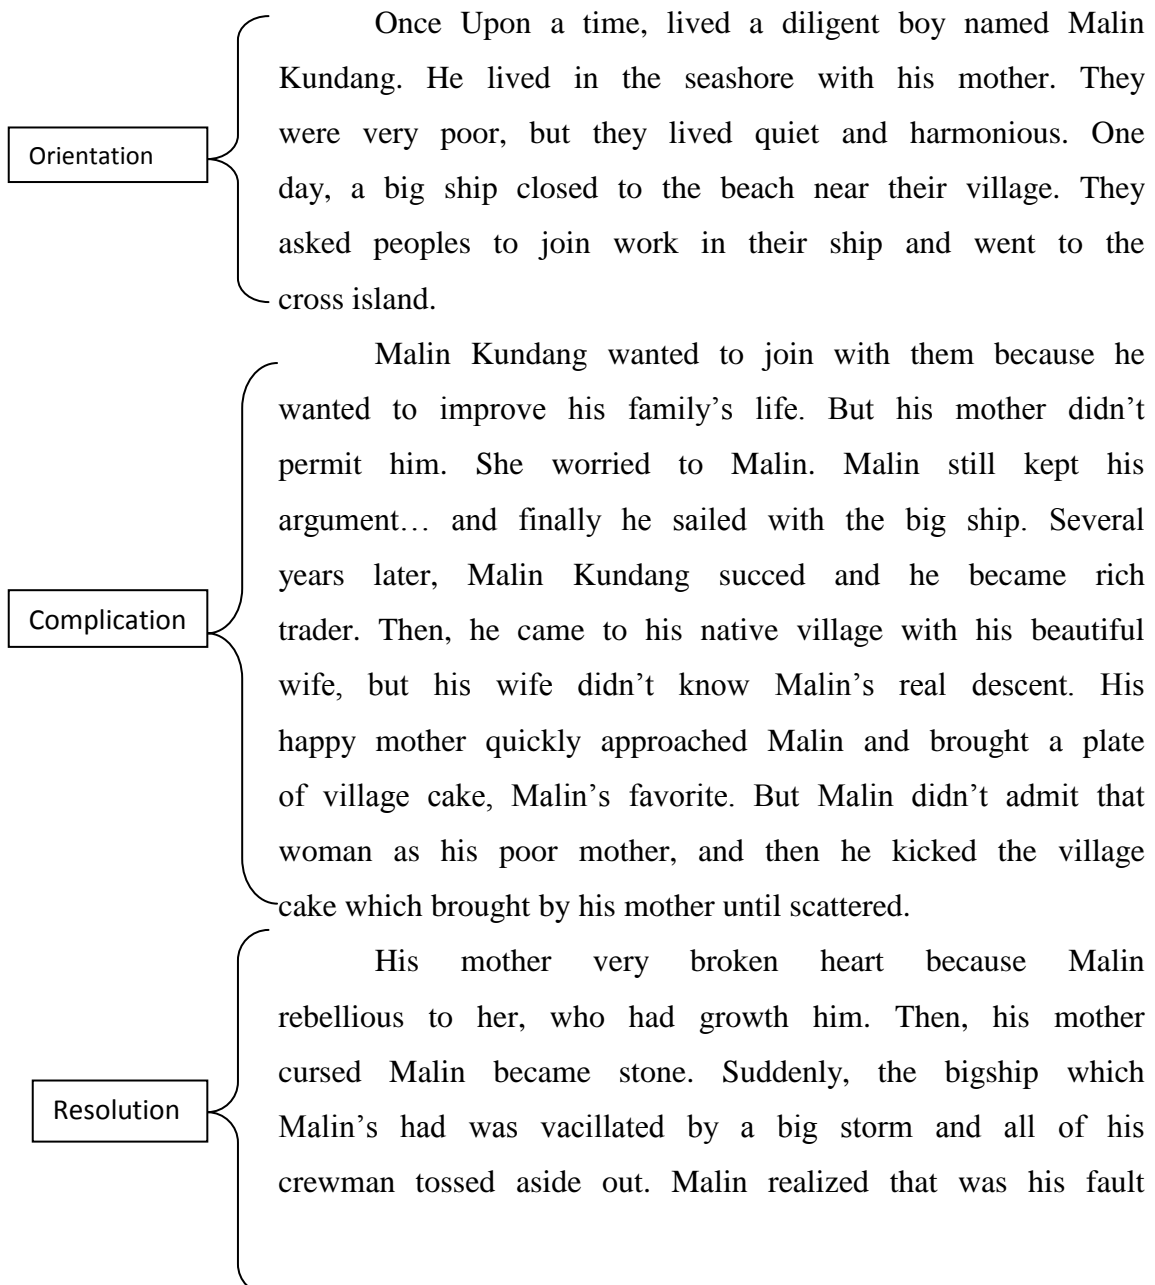 Once Upon a time, lived a diligent boy named Malin
Kundang. He lived in the seashore with his mother. They
were very poor, but they lived quiet and harmonious. One
Orientation
day, a big ship closed to the beach near their village. They
asked peoples to join work in their ship and went to the
cross island.
Malin Kundang wanted to join with them because he
wanted to improve his family's life. But his mother didn't
permit him. She worried to Malin. Malin still kept his
argument… and finally he sailed with the big ship. Several
years later, Malin Kundang succed and he became rich
Complication
trader. Then, he came to his native village with his beautiful
wife, but his wife didn't know Malin's real descent. His
happy mother quickly approached Malin and brought a plate
of village cake, Malin's favorite. But Malin didn't admit that
woman as his poor mother, and then he kicked the village
cake which brought by his mother until scattered.
His mother very broken heart because Malin
rebellious to her, who had growth him. Then, his mother
cursed Malin became stone. Suddenly, the bigship which
Resolution
Malin's had was vacillated by a big storm and all of his
crewman tossed aside out. Malin realized that was his fault